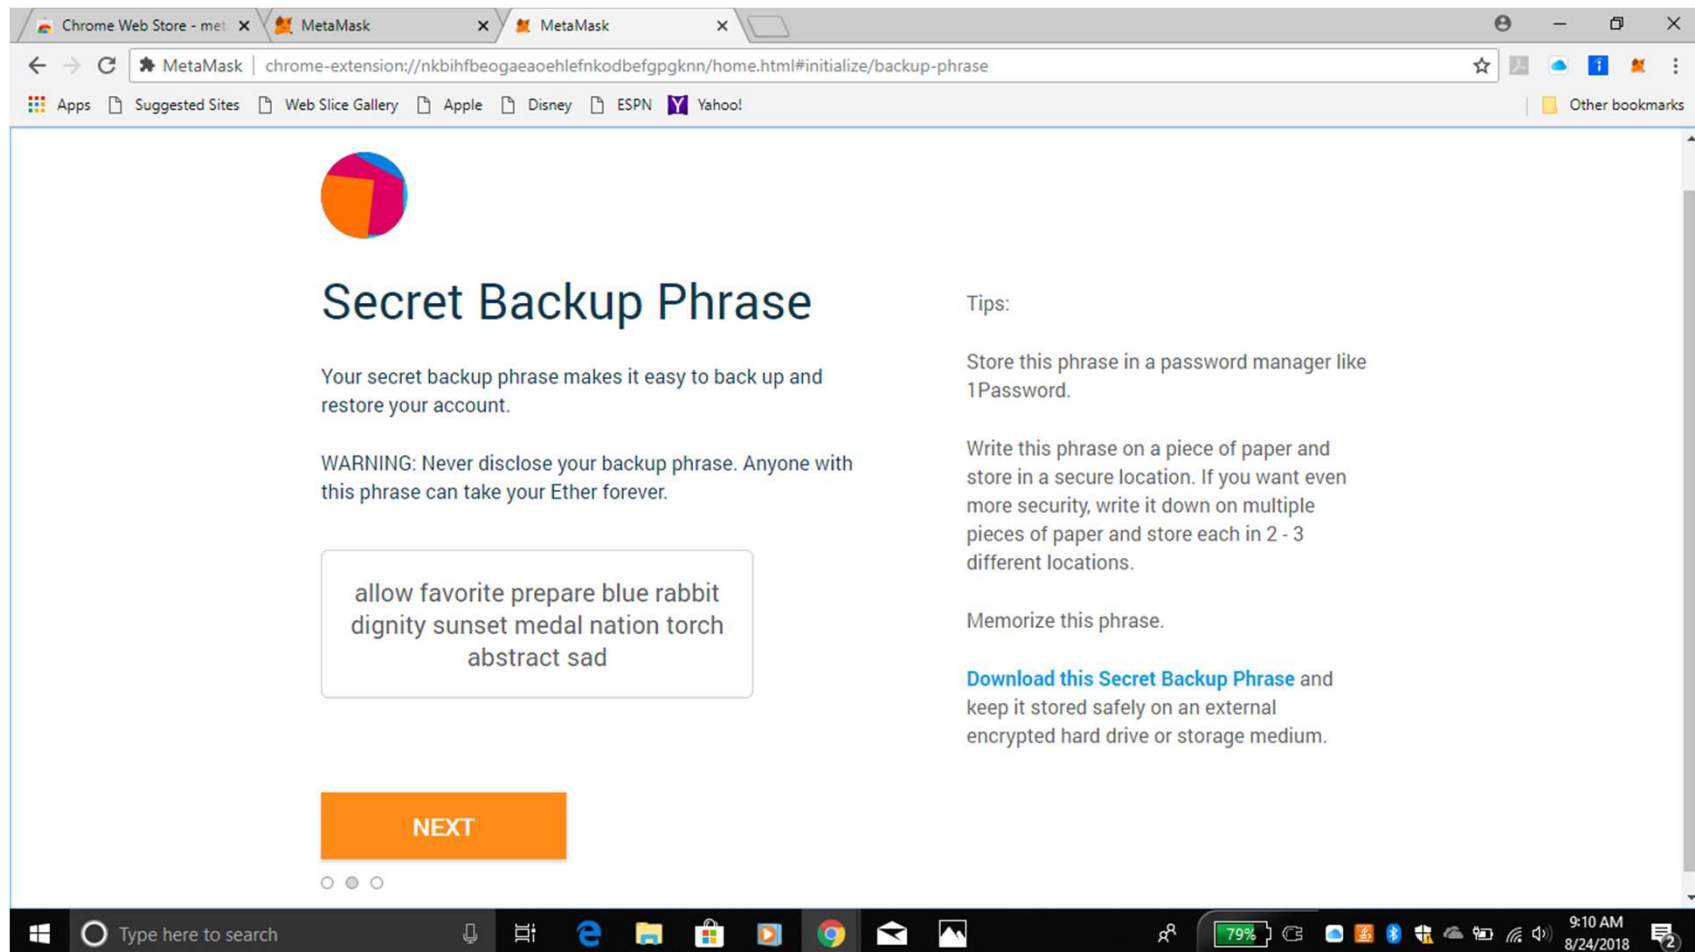 Chrome Web Store - met
MetaMask
MetaMask
MetaMask | chrome-extension://nkbihfbeogaeaoehlefnkodbefgpgknn/home.html#initialize/backup-phrase
Apps Suggested Sites Web Slice Gallery Apple Disney ESPN Yahoo! Other bookmarks
Secret Backup Phrase
Your secret backup phrase makes it easy to back up and
restore your account.
WARNING: Never disclose your backup phrase. Anyone with
this phrase can take your Ether forever.
allow favorite prepare blue rabbit
dignity sunset medal nation torch
abstract sad
NEXT
Tips:
Store this phrase in a password manager like
1Password.
Write this phrase on a piece of paper and
store in a secure location. If you want even
more security, write it down on multiple
pieces of paper and store each in 2 - 3
different locations.
Memorize this phrase.
Download this Secret Backup Phrase and
keep it stored safely on an external
encrypted hard drive or storage medium.
Type here to search
79%
9:10 AM
8/24/2018
2